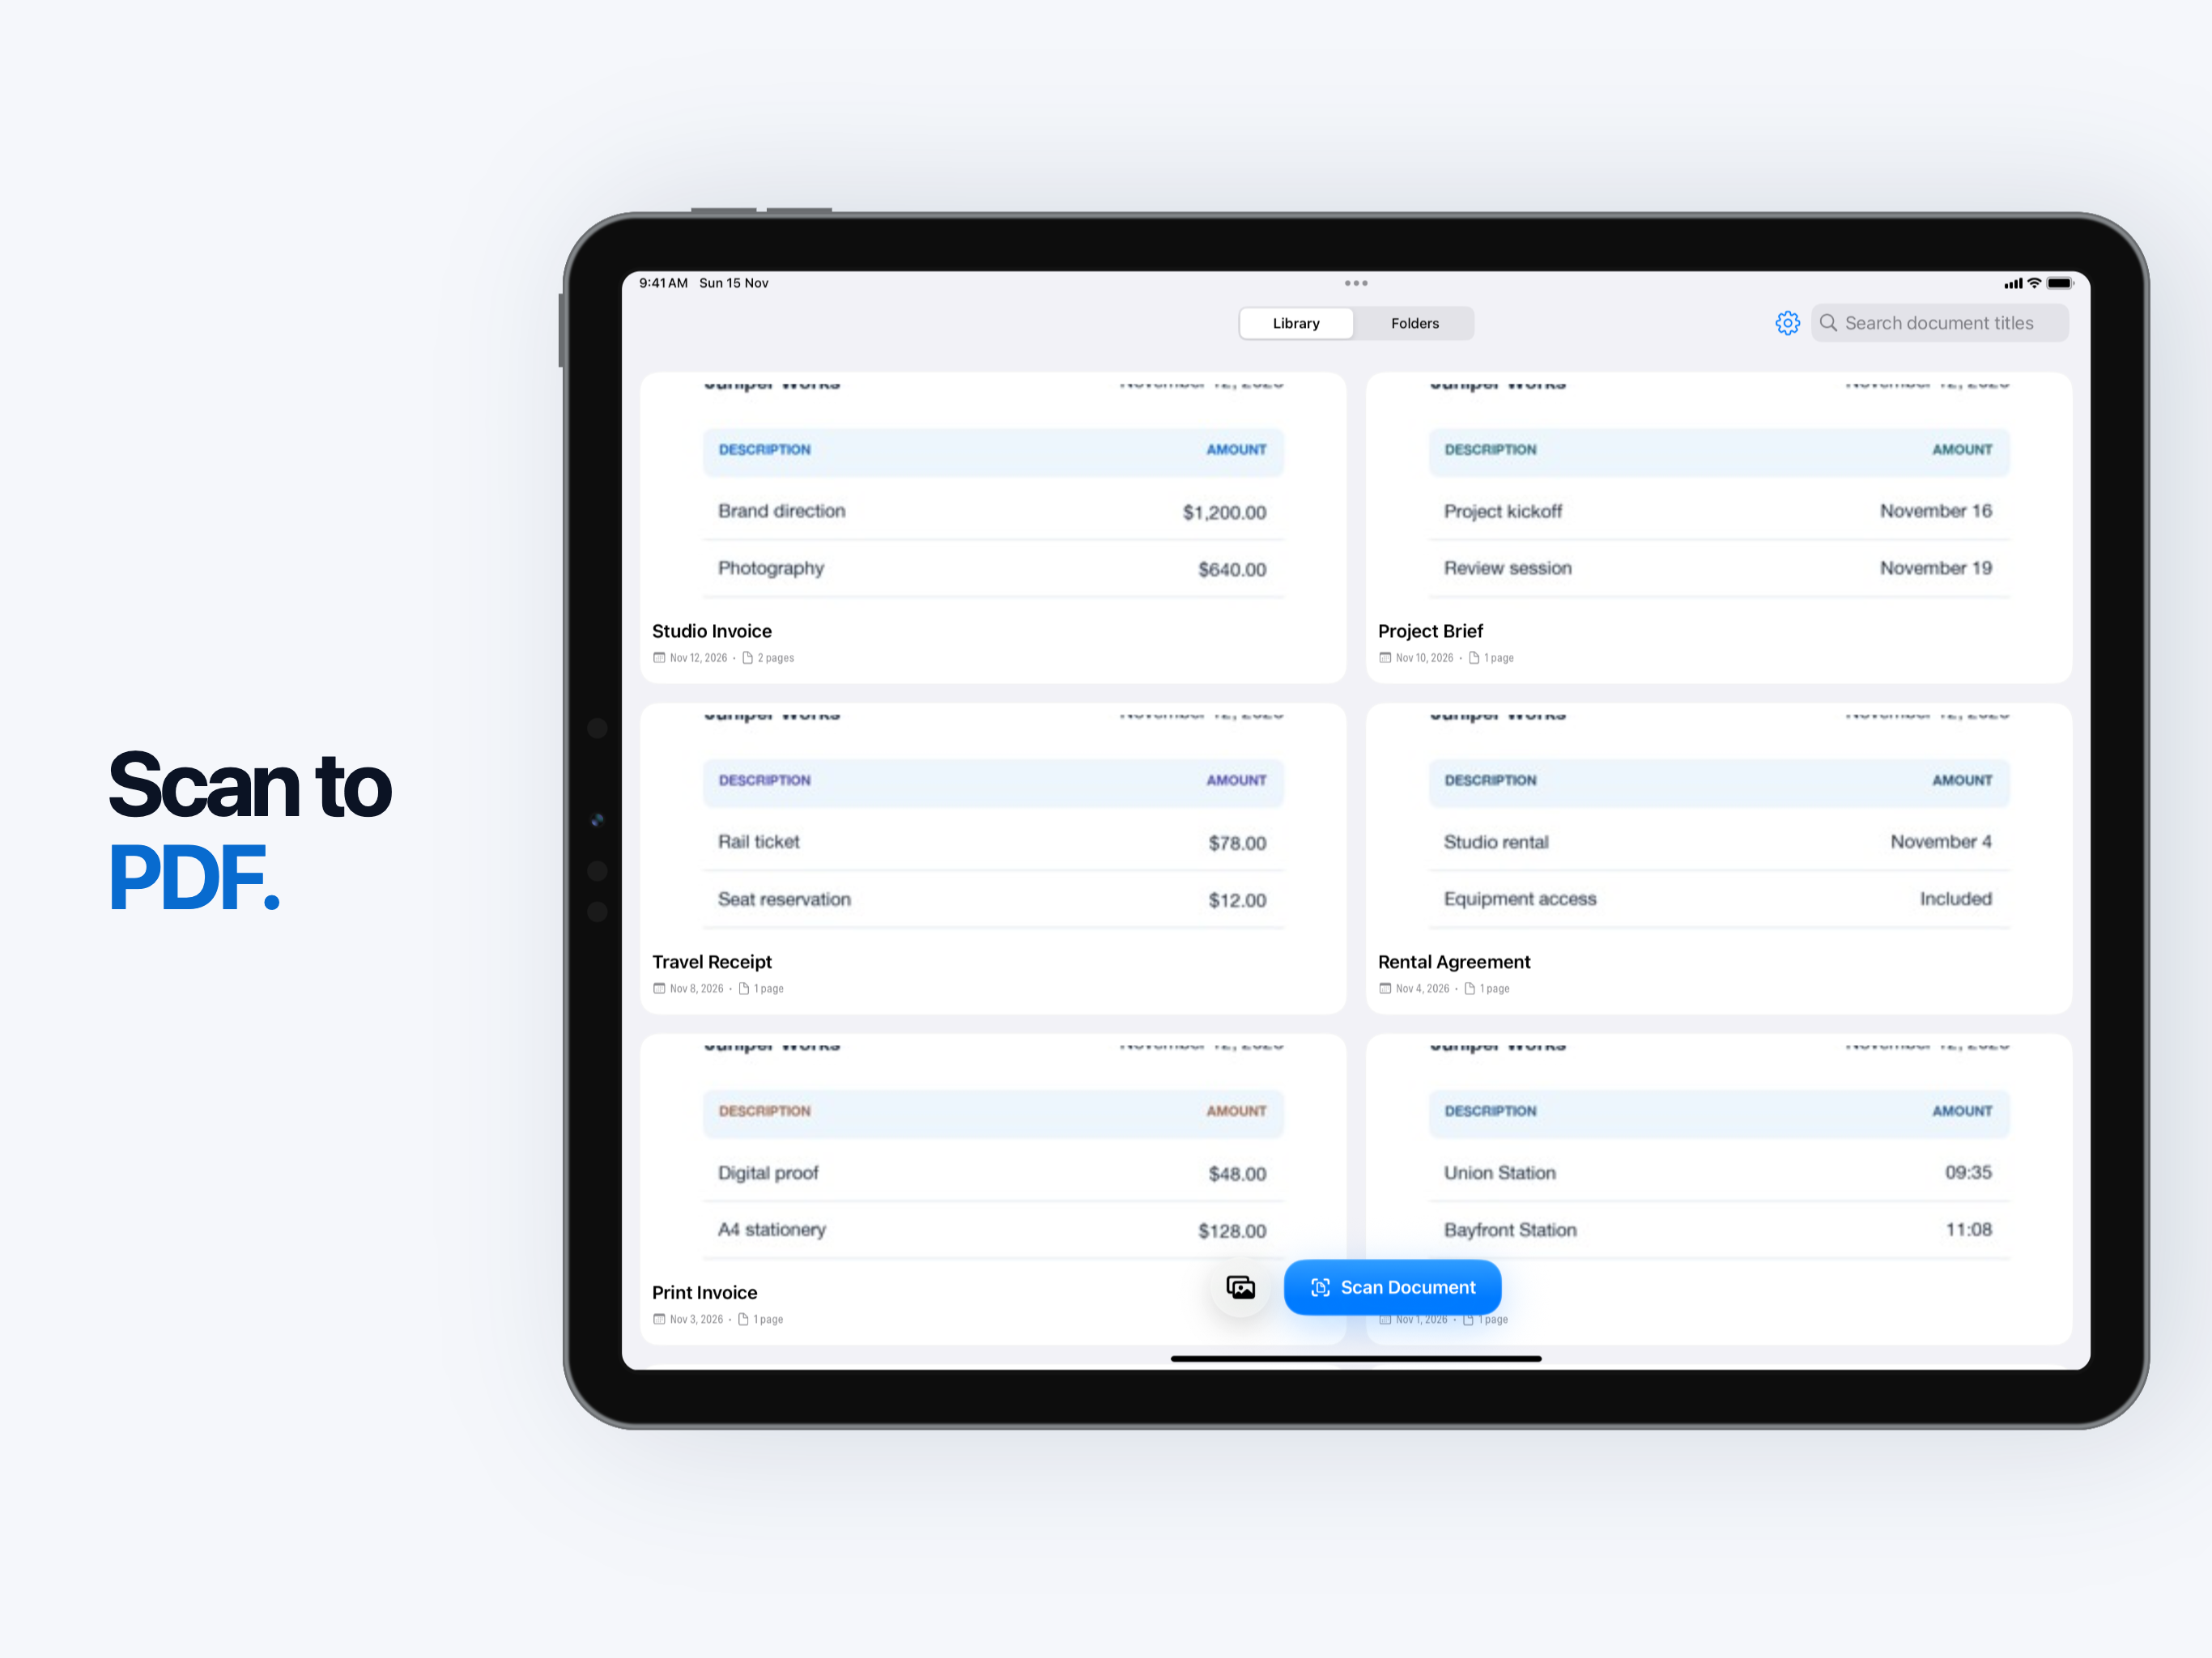 Scan to
PDF.
9:41 AM Sun 15 Nov
Library Folders
Search document titles
DESCRIPTION AMOUNT
Brand direction $1,200.00
Photography $640.00
Studio Invoice
Nov 12, 2026 • 2 pages
DESCRIPTION AMOUNT
Project kickoff November 16
Review session November 19
Project Brief
Nov 10, 2026 • 1 page
DESCRIPTION AMOUNT
Rail ticket $78.00
Seat reservation $12.00
Travel Receipt
Nov 8, 2026 • 1 page
DESCRIPTION AMOUNT
Studio rental November 4
Equipment access Included
Rental Agreement
Nov 4, 2026 • 1 page
DESCRIPTION AMOUNT
Digital proof $48.00
A4 stationery $128.00
Print Invoice
Nov 3, 2026 • 1 page
DESCRIPTION AMOUNT
Union Station 09:35
Bayfront Station 11:08
Nov 1, 2026 • 1 page
Scan Document